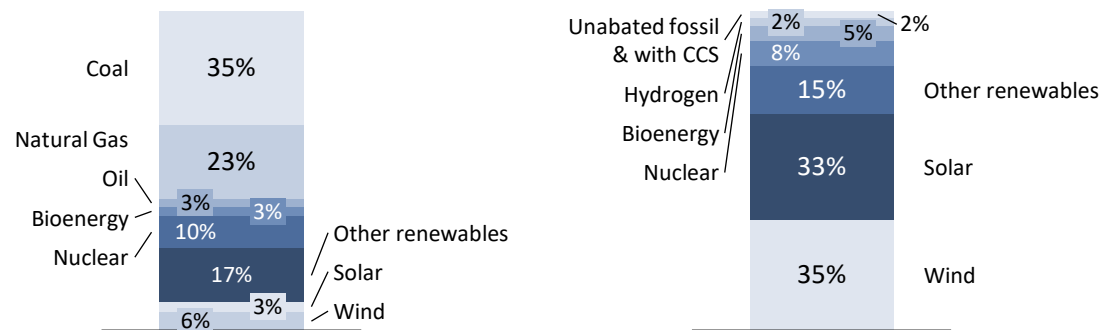 Coal
35%
Natural Gas
23%
Oil
3%
Bioenergy
3%
Nuclear
10%
Other renewables
17%
Solar
3%
Wind
6%
Unabated fossil
& with CCS
2%
Hydrogen
2%
Bioenergy
5%
Nuclear
8%
15%
Other renewables
33%
Solar
35%
Wind